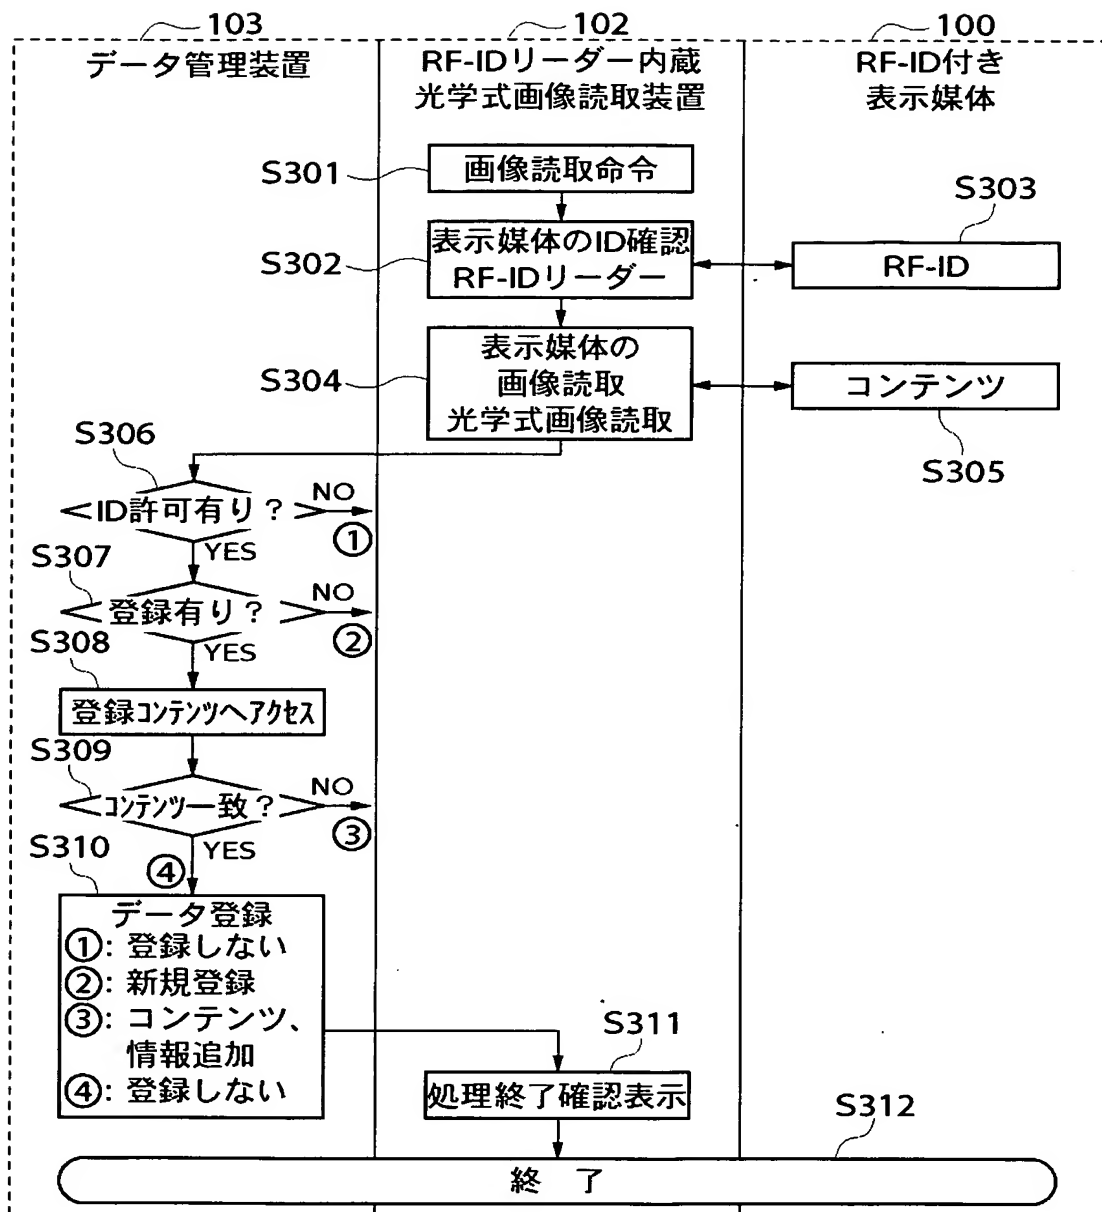 103
データ管理装置
102
RF-IDリーダー内蔵
光学式画像読取装置
100
RF-ID付き
表示媒体
S301
画像読取命令
S302
表示媒体のID確認
RF-IDリーダー
S303
RF-ID
S304
表示媒体の
画像読取
光学式画像読取
コンテンツ
S305
S306
ID許可有り？
NO
①
YES
S307
登録有り？
NO
②
YES
S308
登録コンテンツへアクセス
S309
コンテンツ一致？
NO
③
YES
④
S310
データ登録
①：登録しない
②：新規登録
③：コンテンツ、
情報追加
④：登録しない
S311
処理終了確認表示
S312
終 了